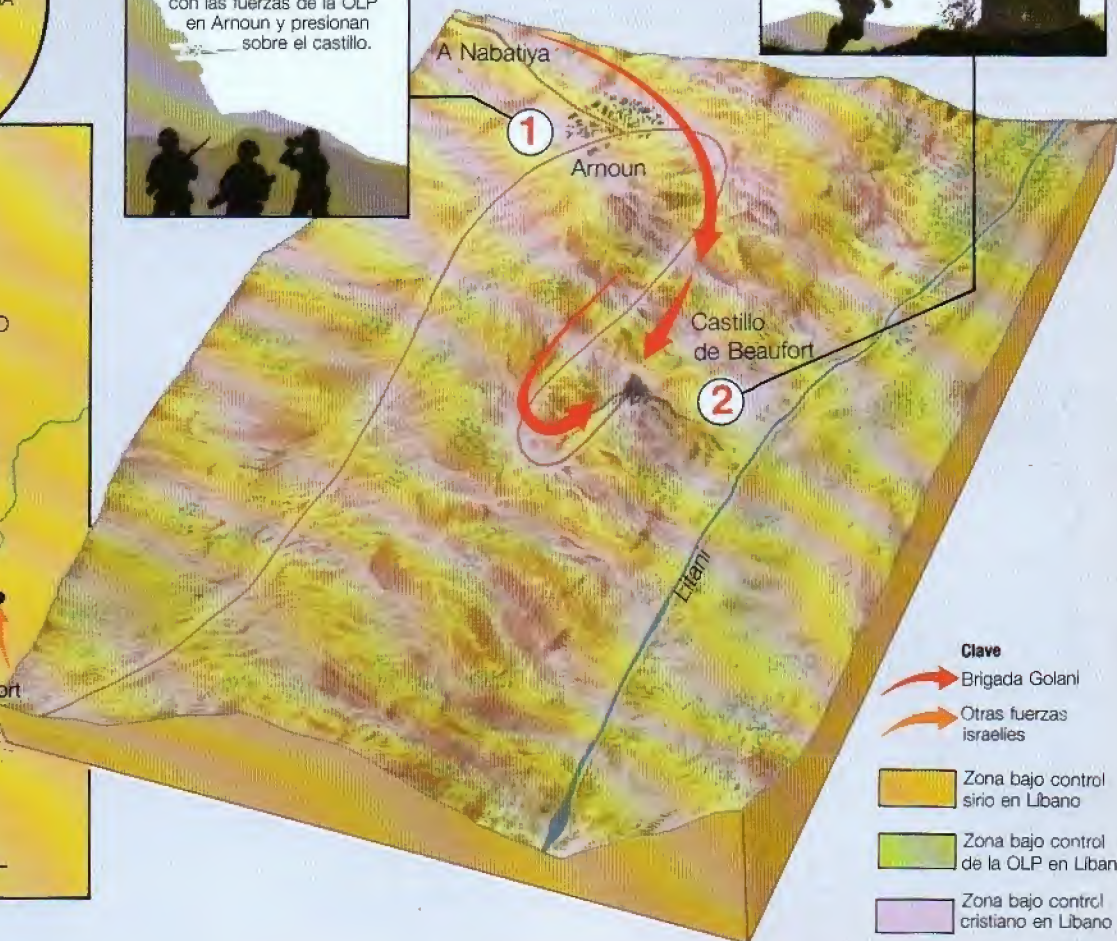 con las fuerzas de la OLP
en Arnoun y presionan
sobre el castillo.
A Nabatiya
1
Arnoun
Castillo
de Beaufort
2
Litani
ort
Clave
Brigada Golani
Otras fuerzas
israelíes
Zona bajo control
sirio en Líbano
Zona bajo control
de la OLP en Líban
Zona bajo control
cristiano en Líbano